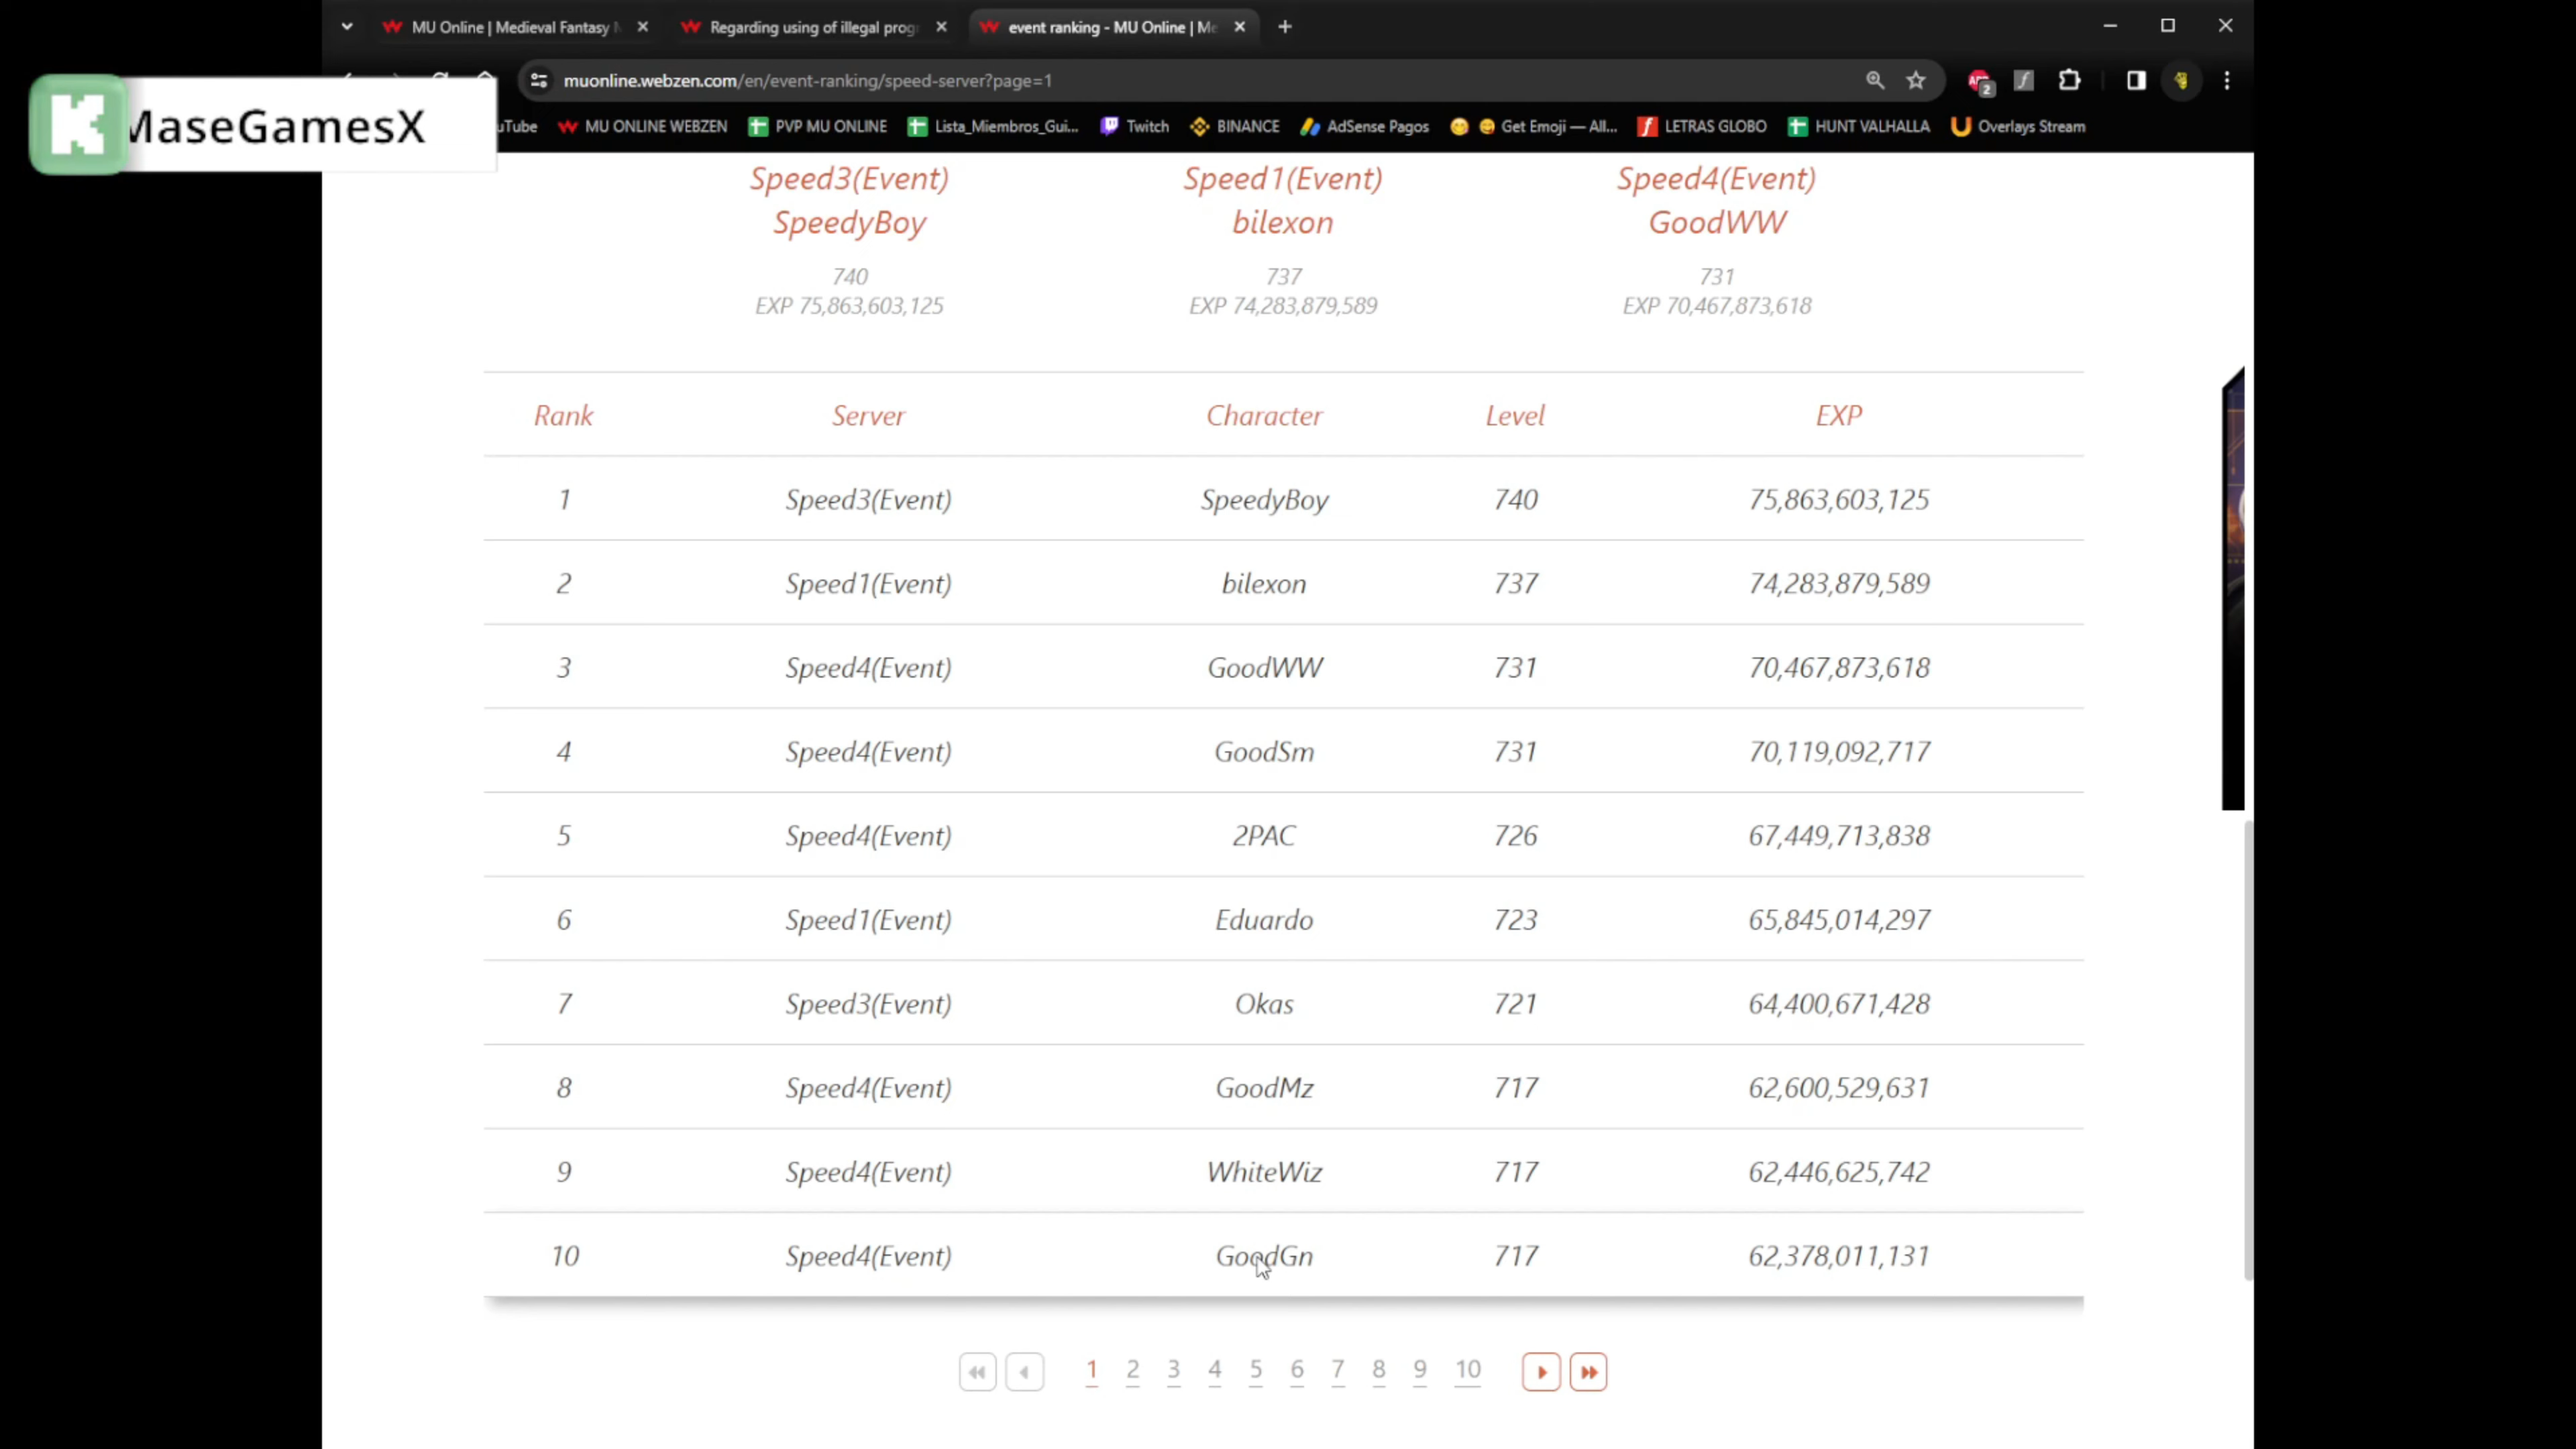 MU Online | Medieval Fantasy
Regarding using of illegal prog
event ranking - MU Online | Me
muonline.webzen.com/en/event-ranking/speed-server?page=1
2
MaseGamesX
uTube MU ONLINE WEBZEN PVP MU ONLINE Lista_Miembros_Gui... Twitch BINANCE AdSense Pagos Get Emoji — All... LETRAS GLOBO HUNT VALHALLA Overlays Stream
Speed3(Event) Speed1(Event) Speed4(Event)
SpeedyBoy bilexon GoodWW
740 737 731
EXP 75,863,603,125 EXP 74,283,879,589 EXP 70,467,873,618
Rank Server Character Level EXP
1 Speed3(Event) SpeedyBoy 740 75,863,603,125
2 Speed1(Event) bilexon 737 74,283,879,589
3 Speed4(Event) GoodWW 731 70,467,873,618
4 Speed4(Event) GoodSm 731 70,119,092,717
5 Speed4(Event) 2PAC 726 67,449,713,838
6 Speed1(Event) Eduardo 723 65,845,014,297
7 Speed3(Event) Okas 721 64,400,671,428
8 Speed4(Event) GoodMz 717 62,600,529,631
9 Speed4(Event) WhiteWiz 717 62,446,625,742
10 Speed4(Event) GoodGn 717 62,378,011,131
1 2 3 4 5 6 7 8 9 10